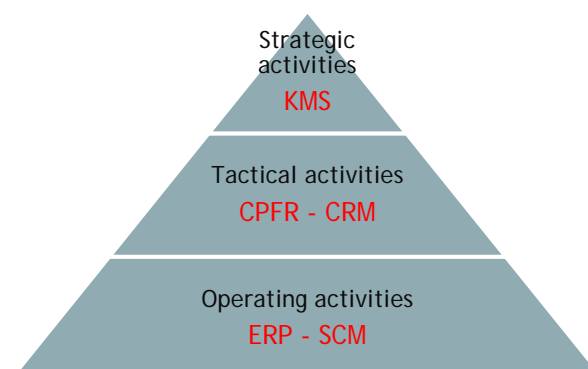 Strategic
activities
KMS
Tactical activities
CPFR - CRM
Operating activities
ERP - SCM